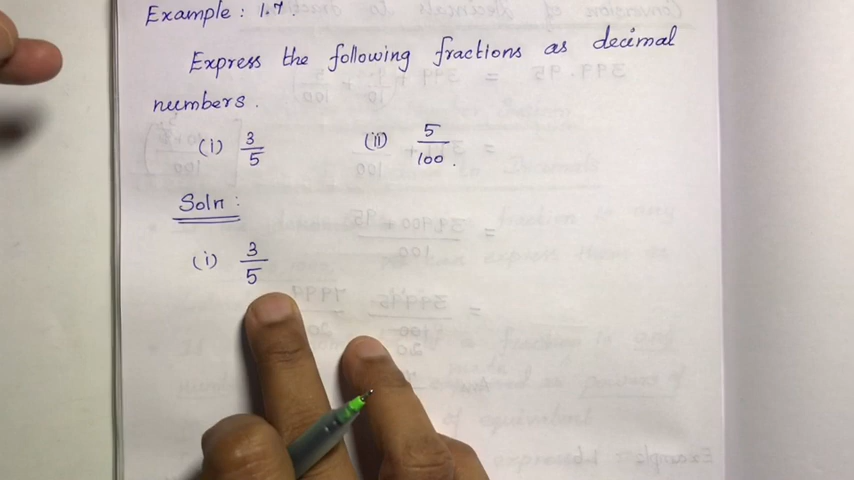 Example : 1.7.
Express the following fractions as decimal
numbers.
(i) 3/5 (ii) 5/100.
Soln :
(i) 3/5